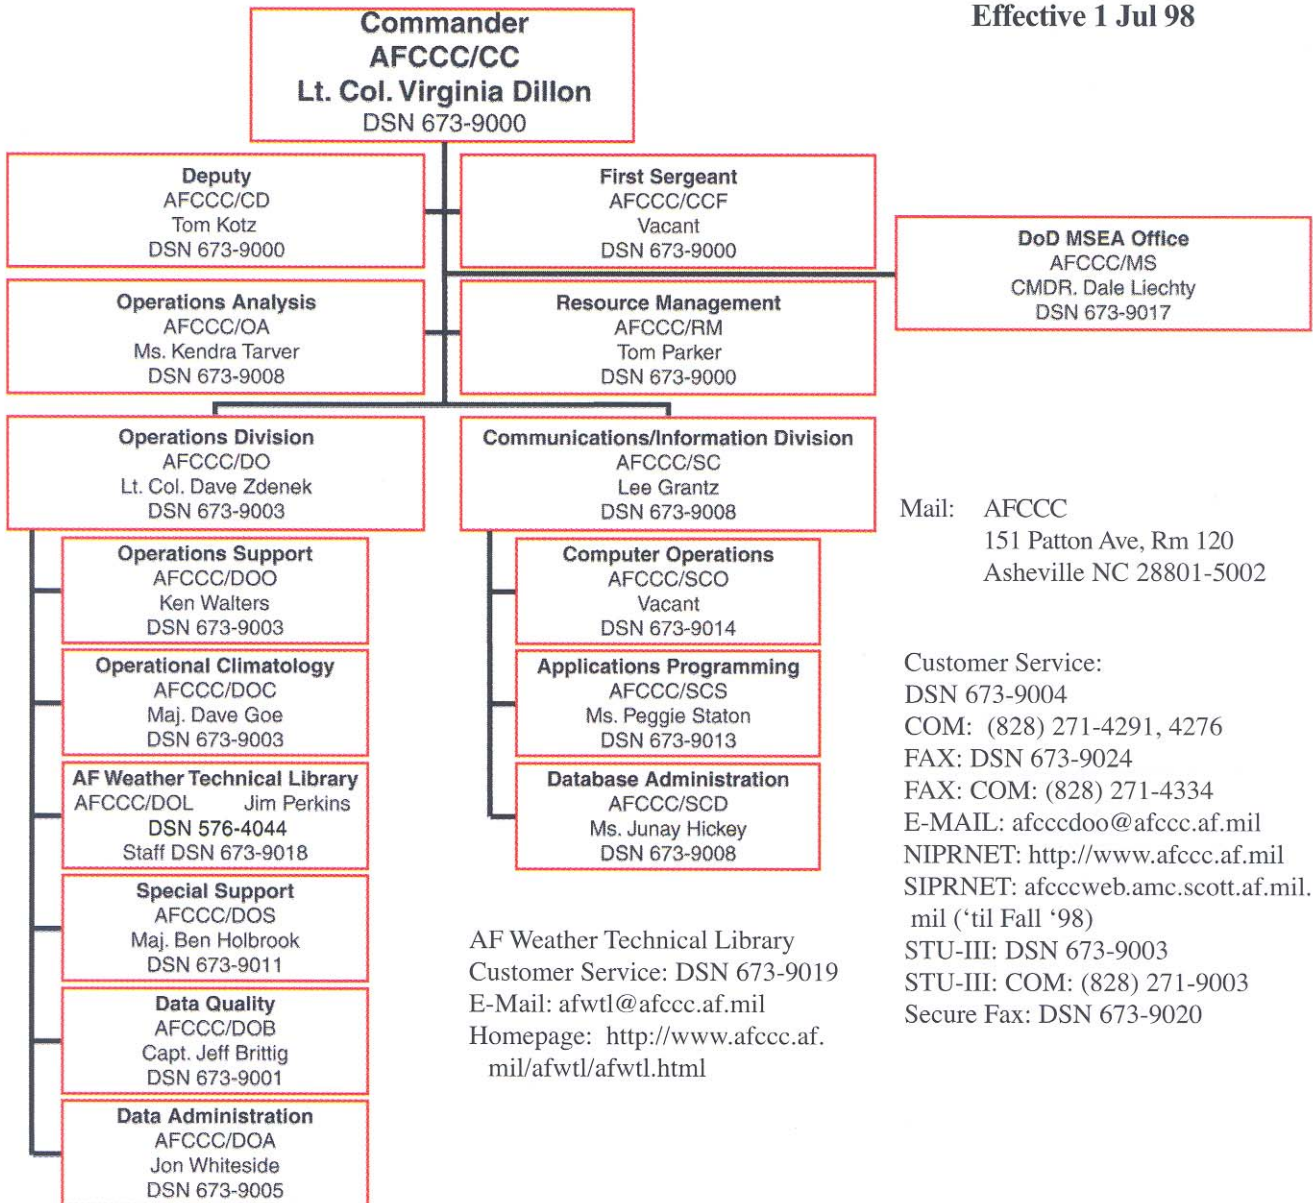 Effective 1 Jul 98
Commander
AFCCC/CC
Lt. Col. Virginia Dillon
DSN 673-9000
Deputy
AFCCC/CD
Tom Kotz
DSN 673-9000
First Sergeant
AFCCC/CCF
Vacant
DSN 673-9000
DoD MSEA Office
AFCCC/MS
CMDR. Dale Liechty
DSN 673-9017
Operations Analysis
AFCCC/OA
Ms. Kendra Tarver
DSN 673-9008
Resource Management
AFCCC/RM
Tom Parker
DSN 673-9000
Operations Division
AFCCC/DO
Lt. Col. Dave Zdenek
DSN 673-9003
Communications/Information Division
AFCCC/SC
Lee Grantz
DSN 673-9008
Operations Support
AFCCC/DOO
Ken Walters
DSN 673-9003
Operational Climatology
AFCCC/DOC
Maj. Dave Goe
DSN 673-9003
AF Weather Technical Library
AFCCC/DOL Jim Perkins
DSN 576-4044
Staff DSN 673-9018
Special Support
AFCCC/DOS
Maj. Ben Holbrook
DSN 673-9011
Data Quality
AFCCC/DOB
Capt. Jeff Brittig
DSN 673-9001
Data Administration
AFCCC/DOA
Jon Whiteside
DSN 673-9005
Computer Operations
AFCCC/SCO
Vacant
DSN 673-9014
Applications Programming
AFCCC/SCS
Ms. Peggie Staton
DSN 673-9013
Database Administration
AFCCC/SCD
Ms. Junay Hickey
DSN 673-9008
AF Weather Technical Library
Customer Service: DSN 673-9019
E-Mail: afwtl@afccc.af.mil
Homepage: http://www.afccc.af.
mil/afwtl/afwtl.html
Mail: AFCCC
151 Patton Ave, Rm 120
Asheville NC 28801-5002
Customer Service:
DSN 673-9004
COM: (828) 271-4291, 4276
FAX: DSN 673-9024
FAX: COM: (828) 271-4334
E-MAIL: afcccdoo@afccc.af.mil
NIPRNET: http://www.afccc.af.mil
SIPRNET: afcccweb.amc.scott.af.mil.
mil (‘til Fall ‘98)
STU-III: DSN 673-9003
STU-III: COM: (828) 271-9003
Secure Fax: DSN 673-9020